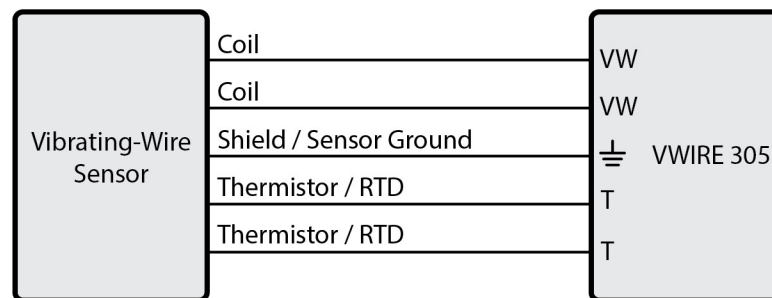 Coil
VW
Coil
VW
Vibrating-Wire
Sensor
Shield / Sensor Ground
VWIRE 305
Thermistor / RTD
T
Thermistor / RTD
T